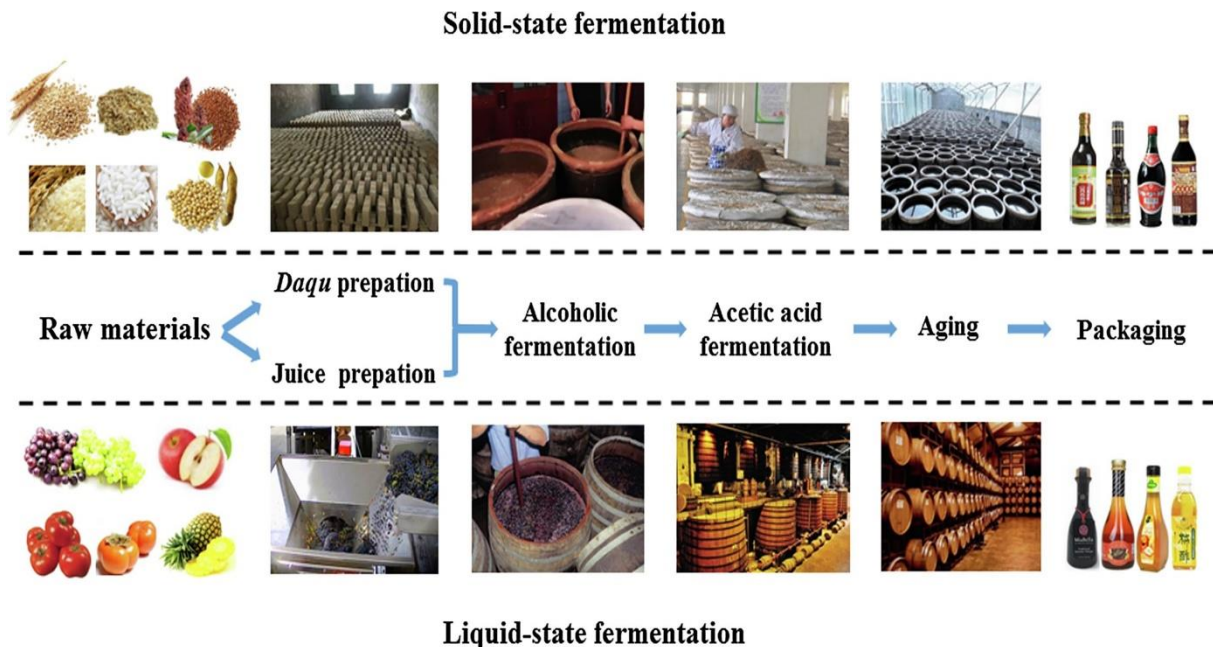 Solid-state fermentation
Daqu prepation
Raw materials
Juice prepation
Alcoholic
fermentation
Acetic acid
fermentation
Aging
Packaging
Liquid-state fermentation